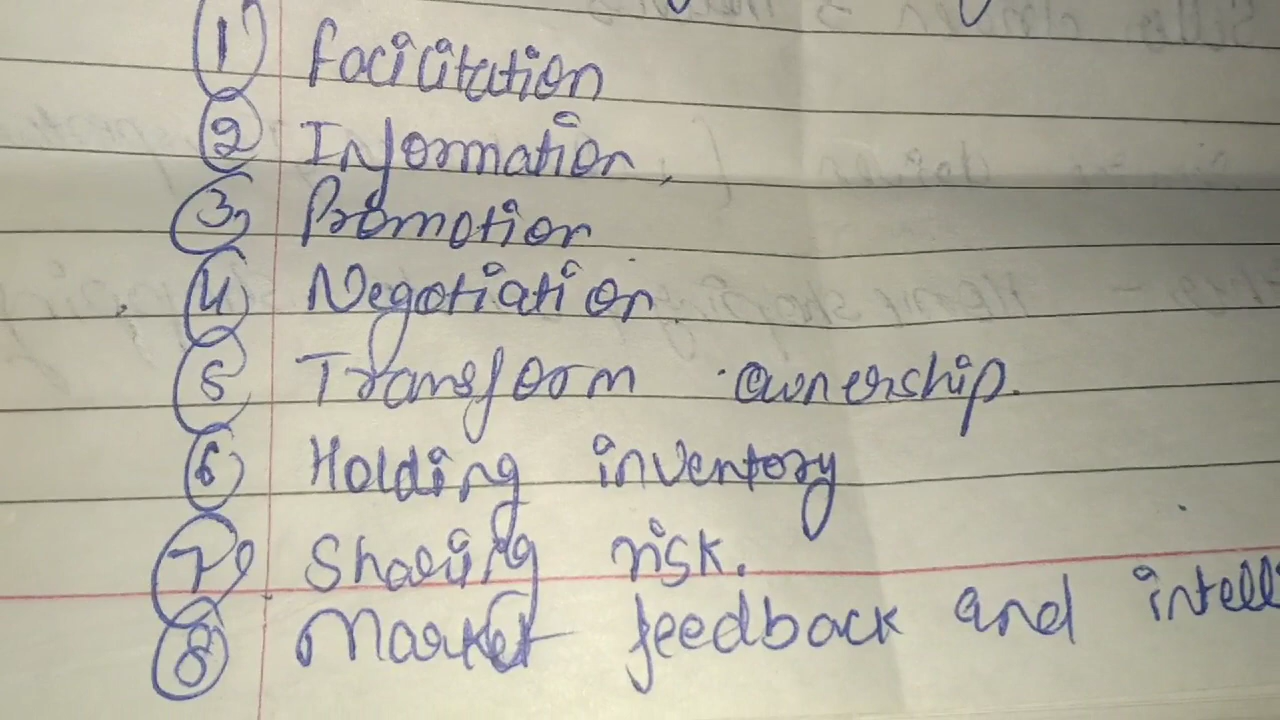 1 Facilitation
2 Information,
3 Promotion
4 Negotiation
5 Transform ownership.
6 Holding inventory
7 Sharing risk.
8 Market feedback and intelli